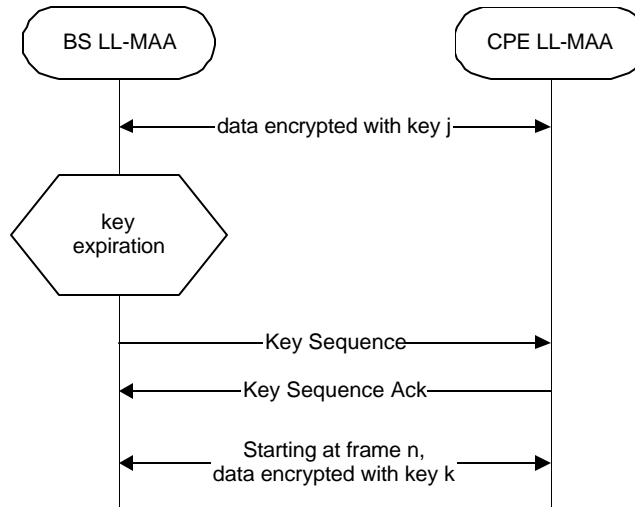 BS LL-MAA
CPE LL-MAA
data encrypted with key j
key
expiration
Key Sequence
Key Sequence Ack
Starting at frame n,
data encrypted with key k